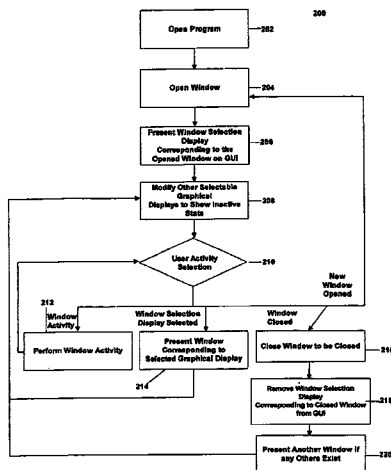 200
Open Program
202
Open Window
204
Present Window Selection
Display
Corresponding to the
Opened Window on GUI
206
Modify Other Selectable
Graphical
Displays to Show Inactive
State
208
User Activity
Selection
210
New
Window
Opened
212
Window
Activity
Window Selection
Display Selected
Window
Closed
Perform Window Activity
Present Window
Corresponding to
Selected Graphical Display
214
Close Window to be Closed
216
Remove Window Selection
Display
Corresponding to Closed Window
from GUI
218
Present Another Window if
any Others Exist
220